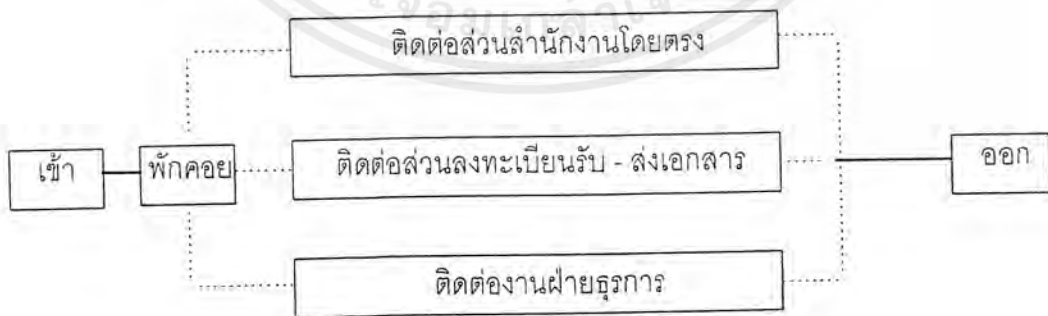 ติดต่อส่วนสำนักงานโดยตรง
เข้า
พักคอย
ติดต่อส่วนลงทะเบียนรับ - ส่งเอกสาร
ออก
ติดต่องานฝ่ายธุรการ